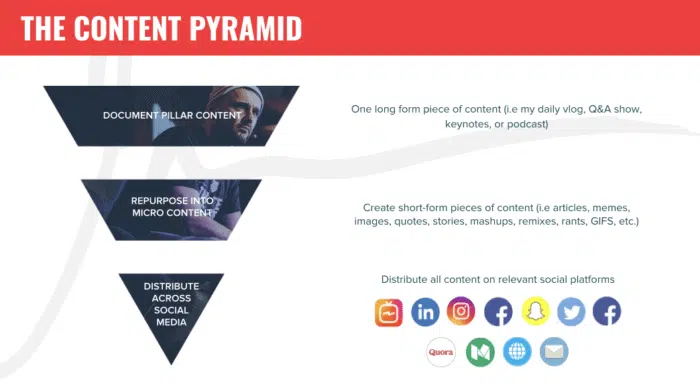 THE CONTENT PYRAMID
DOCUMENT PILLAR CONTENT
One long form piece of content (i.e my daily vlog, Q&A show,
keynotes, or podcast)
REPURPOSE INTO
MICRO CONTENT
Create short-form pieces of content (i.e articles, memes,
images, quotes, stories, mashups, remixes, rants, GIFS, etc.)
DISTRIBUTE
ACROSS
SOCIAL
MEDIA
Distribute all content on relevant social platforms
in
f
f
Quora
M